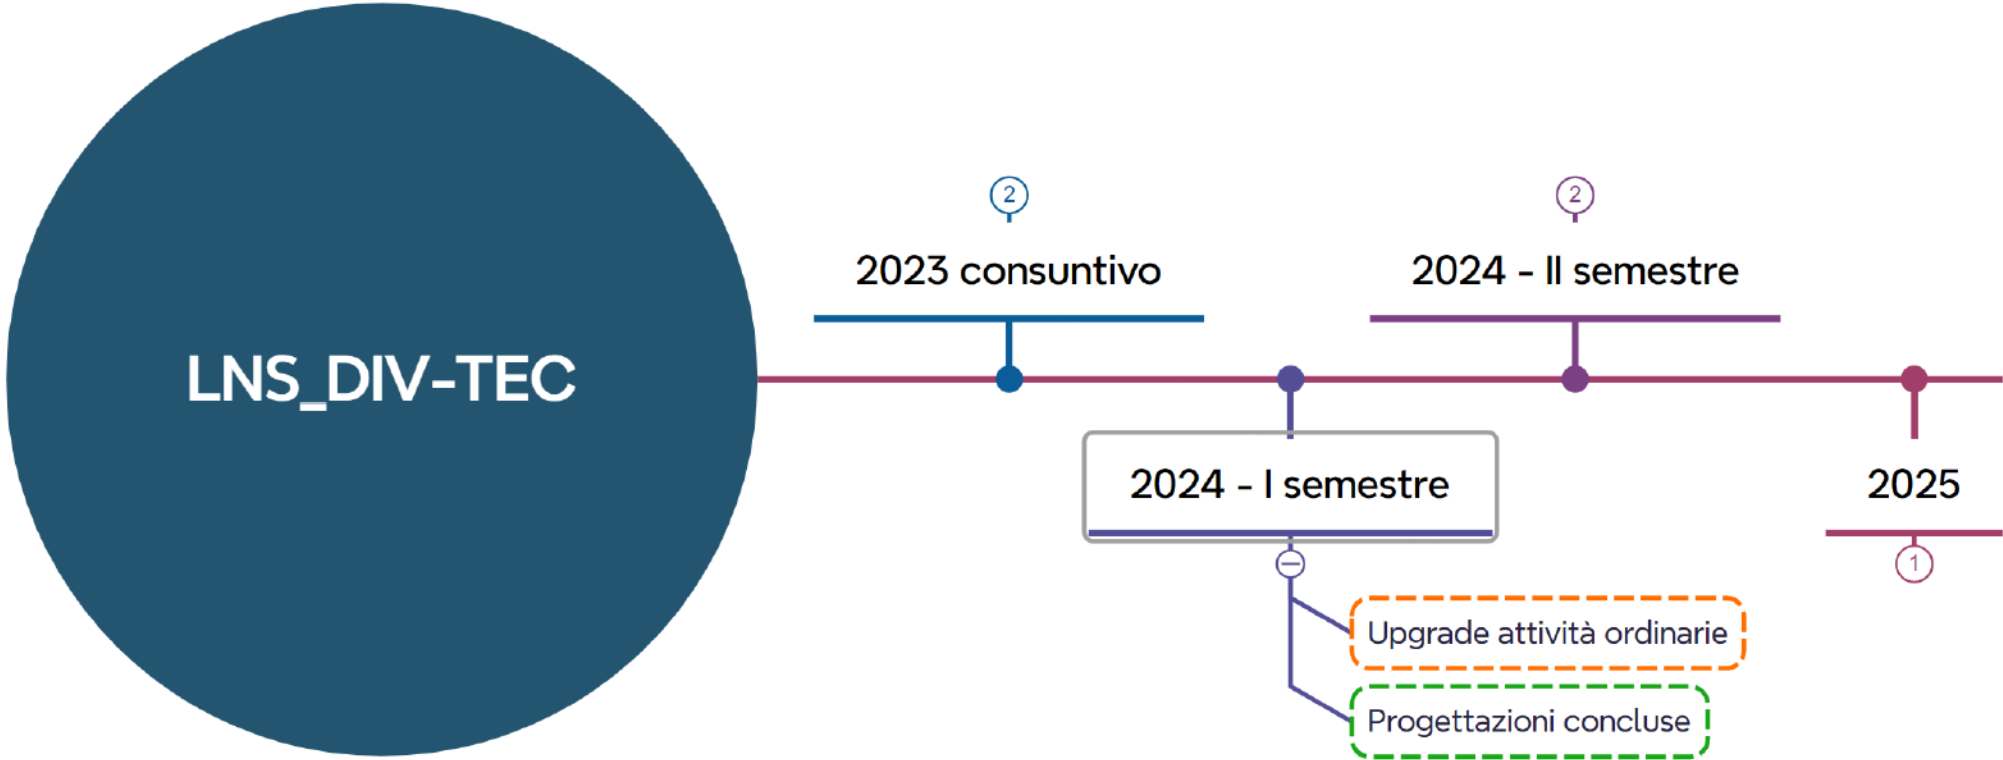 LNS_DIV-TEC
2
2023 consuntivo
2
2024 - II semestre
2024 - I semestre
Upgrade attività ordinarie
Progettazioni concluse
2025
1